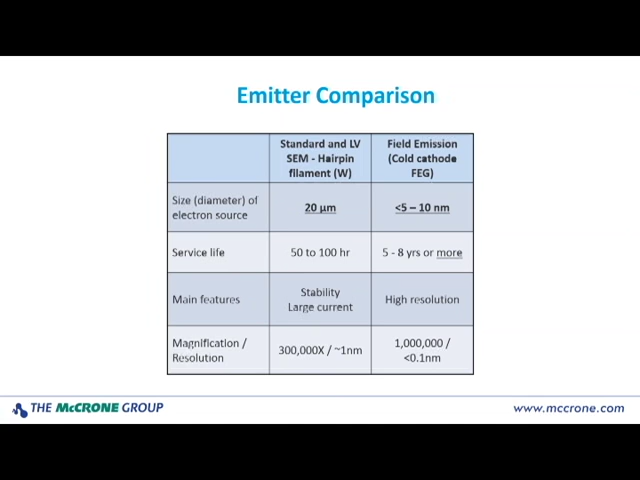 Emitter Comparison
Standard and LV
SEM - Hairpin
filament (W)
Field Emission
(Cold cathode
FEG)
Size (diameter) of
electron source
20 µm
<5 – 10 nm
Service life
50 to 100 hr
5 - 8 yrs or more
Main features
Stability
Large current
High resolution
Magnification /
Resolution
300,000X / ~1nm
1,000,000 /
<0.1nm
THE McCRONE GROUP
www.mccrone.com